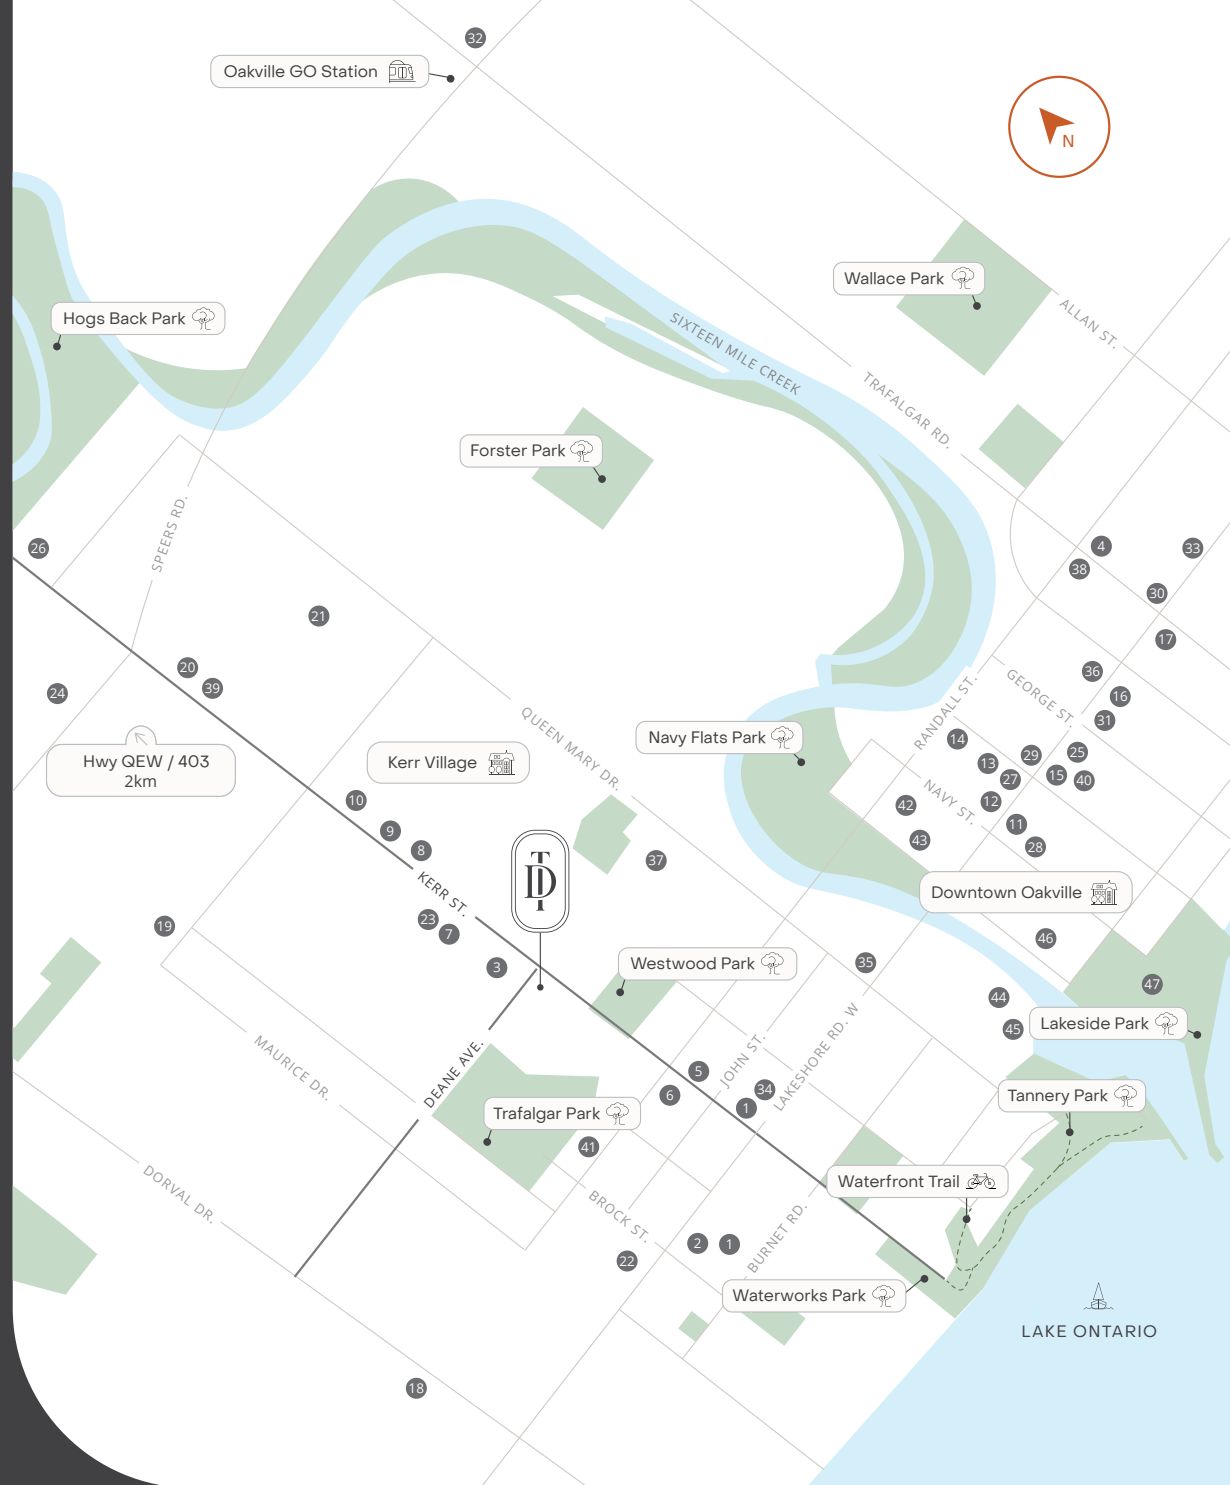 32
Oakville GO Station
N
Wallace Park
ALLAN ST.
Hogs Back Park
SIXTEEN MILE CREEK
TRAFALGAR RD.
Forster Park
SPEERS RD.
26
4
33
38
30
21
17
20
39
24
36
16
31
GEORGE ST.
RANDALL ST.
QUEEN MARY DR.
Navy Flats Park
14
13
29
25
27
15
40
Hwy QEW / 403
2km
Kerr Village
10
9
8
12
11
28
42
43
NAVY ST.
37
TD
KERR ST.
Downtown Oakville
23
7
19
3
46
Westwood Park
35
47
44
45
Lakeside Park
MAURICE DR.
DEANE AVE.
JOHN ST.
LAKESHORE RD. W
5
6
34
1
Tannery Park
Trafalgar Park
41
Waterfront Trail
DORVAL DR.
BROCK ST.
BURNET RD.
2
1
22
Waterworks Park
LAKE ONTARIO
18